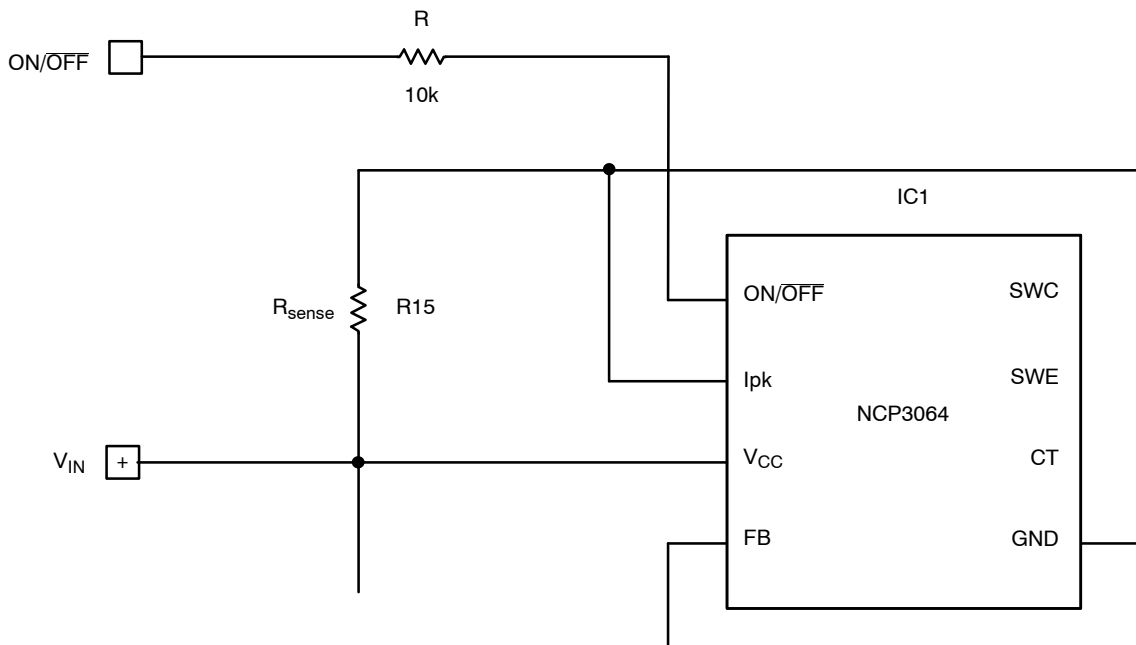 R
ON/OFF
10k
IC1
ON/OFF
SWC
Rsense
R15
Ipk
SWE
NCP3064
VIN
+
VCC
CT
FB
GND